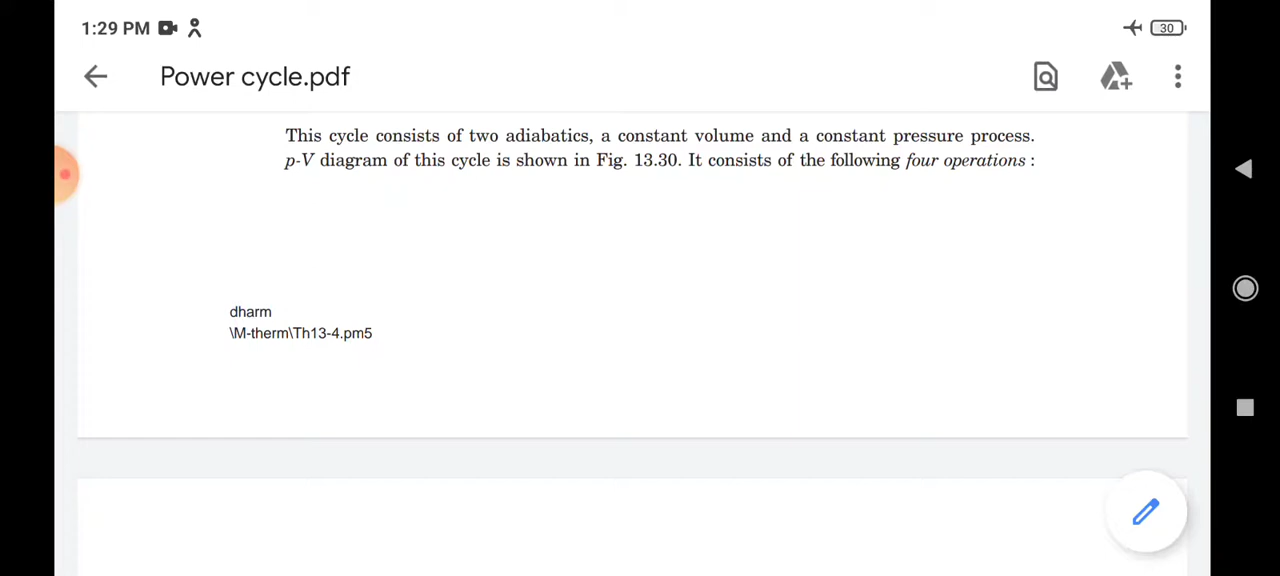 1:29 PM
30
Power cycle.pdf
This cycle consists of two adiabatics, a constant volume and a constant pressure process.
p-V diagram of this cycle is shown in Fig. 13.30. It consists of the following four operations :
dharm
\M-therm\Th13-4.pm5